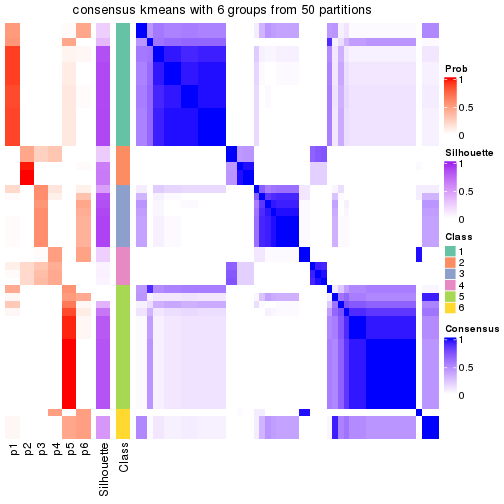 consensus kmeans with 6 groups from 50 partitions
Prob
1
0.5
0
Silhouette
1
0.5
0
Class
1
2
3
4
5
6
Consensus
1
0.5
0
p1
p2
p3
p4
p5
p6
Silhouette
Class